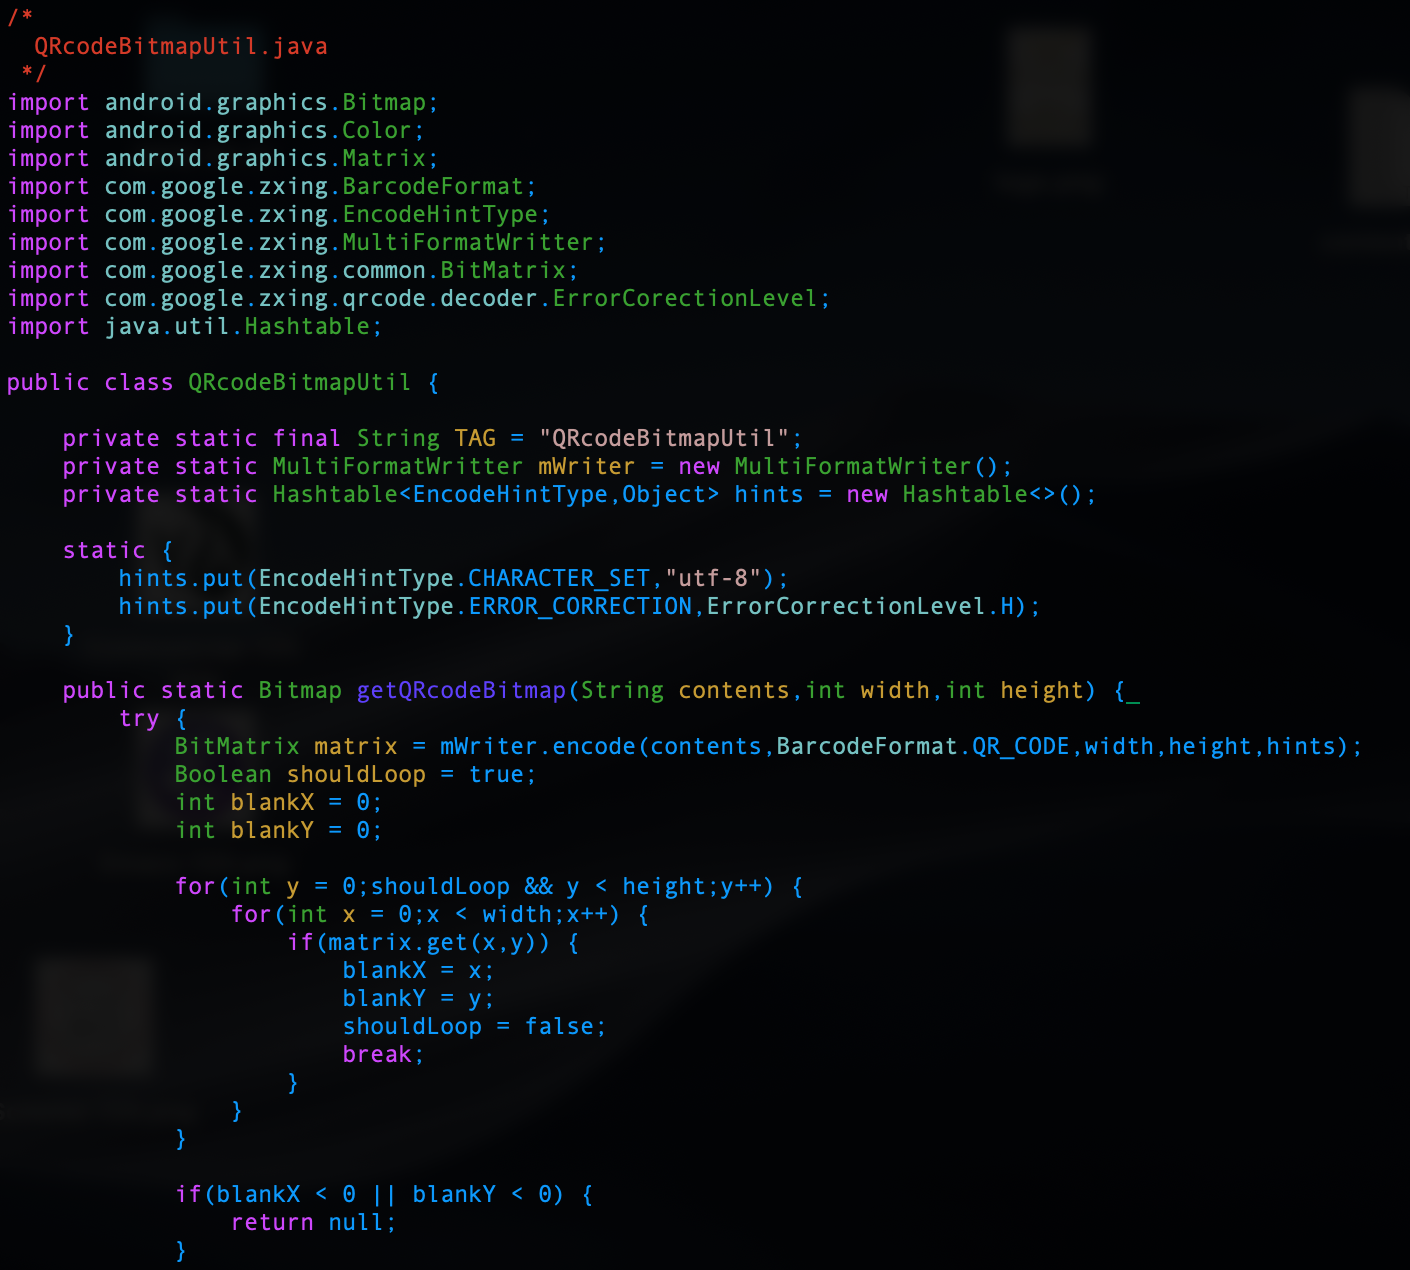 /*
  QRcodeBitmapUtil.java
 */
import android.graphics.Bitmap;
import android.graphics.Color;
import android.graphics.Matrix;
import com.google.zxing.BarcodeFormat;
import com.google.zxing.EncodeHintType;
import com.google.zxing.MultiFormatWritter;
import com.google.zxing.common.BitMatrix;
import com.google.zxing.qrcode.decoder.ErrorCorectionLevel;
import java.util.Hashtable;

public class QRcodeBitmapUtil {

    private static final String TAG = "QRcodeBitmapUtil";
    private static MultiFormatWritter mWriter = new MultiFormatWriter();
    private static Hashtable<EncodeHintType,Object> hints = new Hashtable<>();

    static {
        hints.put(EncodeHintType.CHARACTER_SET,"utf-8");
        hints.put(EncodeHintType.ERROR_CORRECTION,ErrorCorrectionLevel.H);
    }

    public static Bitmap getQRcodeBitmap(String contents,int width,int height) {_
        try {
            BitMatrix matrix = mWriter.encode(contents,BarcodeFormat.QR_CODE,width,height,hints);
            Boolean shouldLoop = true;
            int blankX = 0;
            int blankY = 0;

            for(int y = 0;shouldLoop && y < height;y++) {
                for(int x = 0;x < width;x++) {
                    if(matrix.get(x,y)) {
                        blankX = x;
                        blankY = y;
                        shouldLoop = false;
                        break;
                    }
                }
            }

            if(blankX < 0 || blankY < 0) {
                return null;
            }